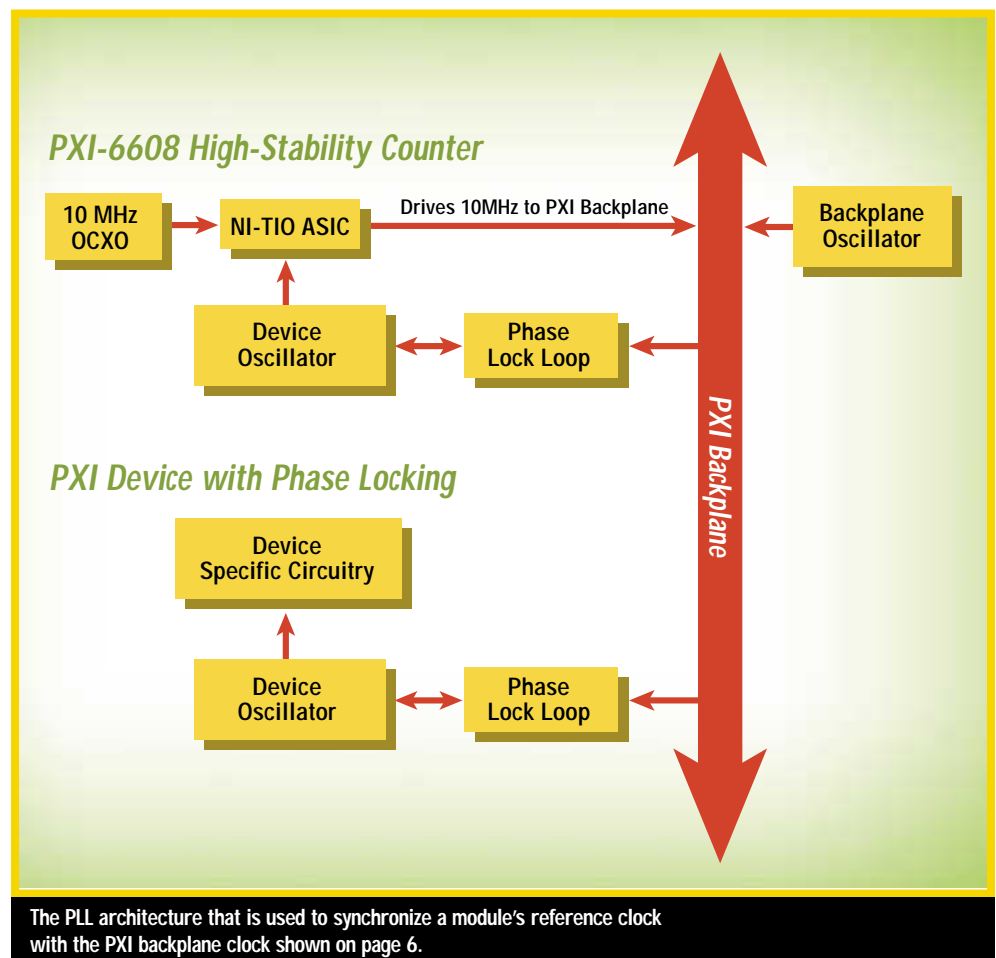 PXI-6608 High-Stability Counter
10 MHz
OCXO
NI-TIO ASIC
Drives 10MHz to PXI Backplane
Backplane
Oscillator
Device
Oscillator
Phase
Lock Loop
PXI Backplane
PXI Device with Phase Locking
Device
Specific Circuitry
Device
Oscillator
Phase
Lock Loop
The PLL architecture that is used to synchronize a module's reference clock
with the PXI backplane clock shown on page 6.